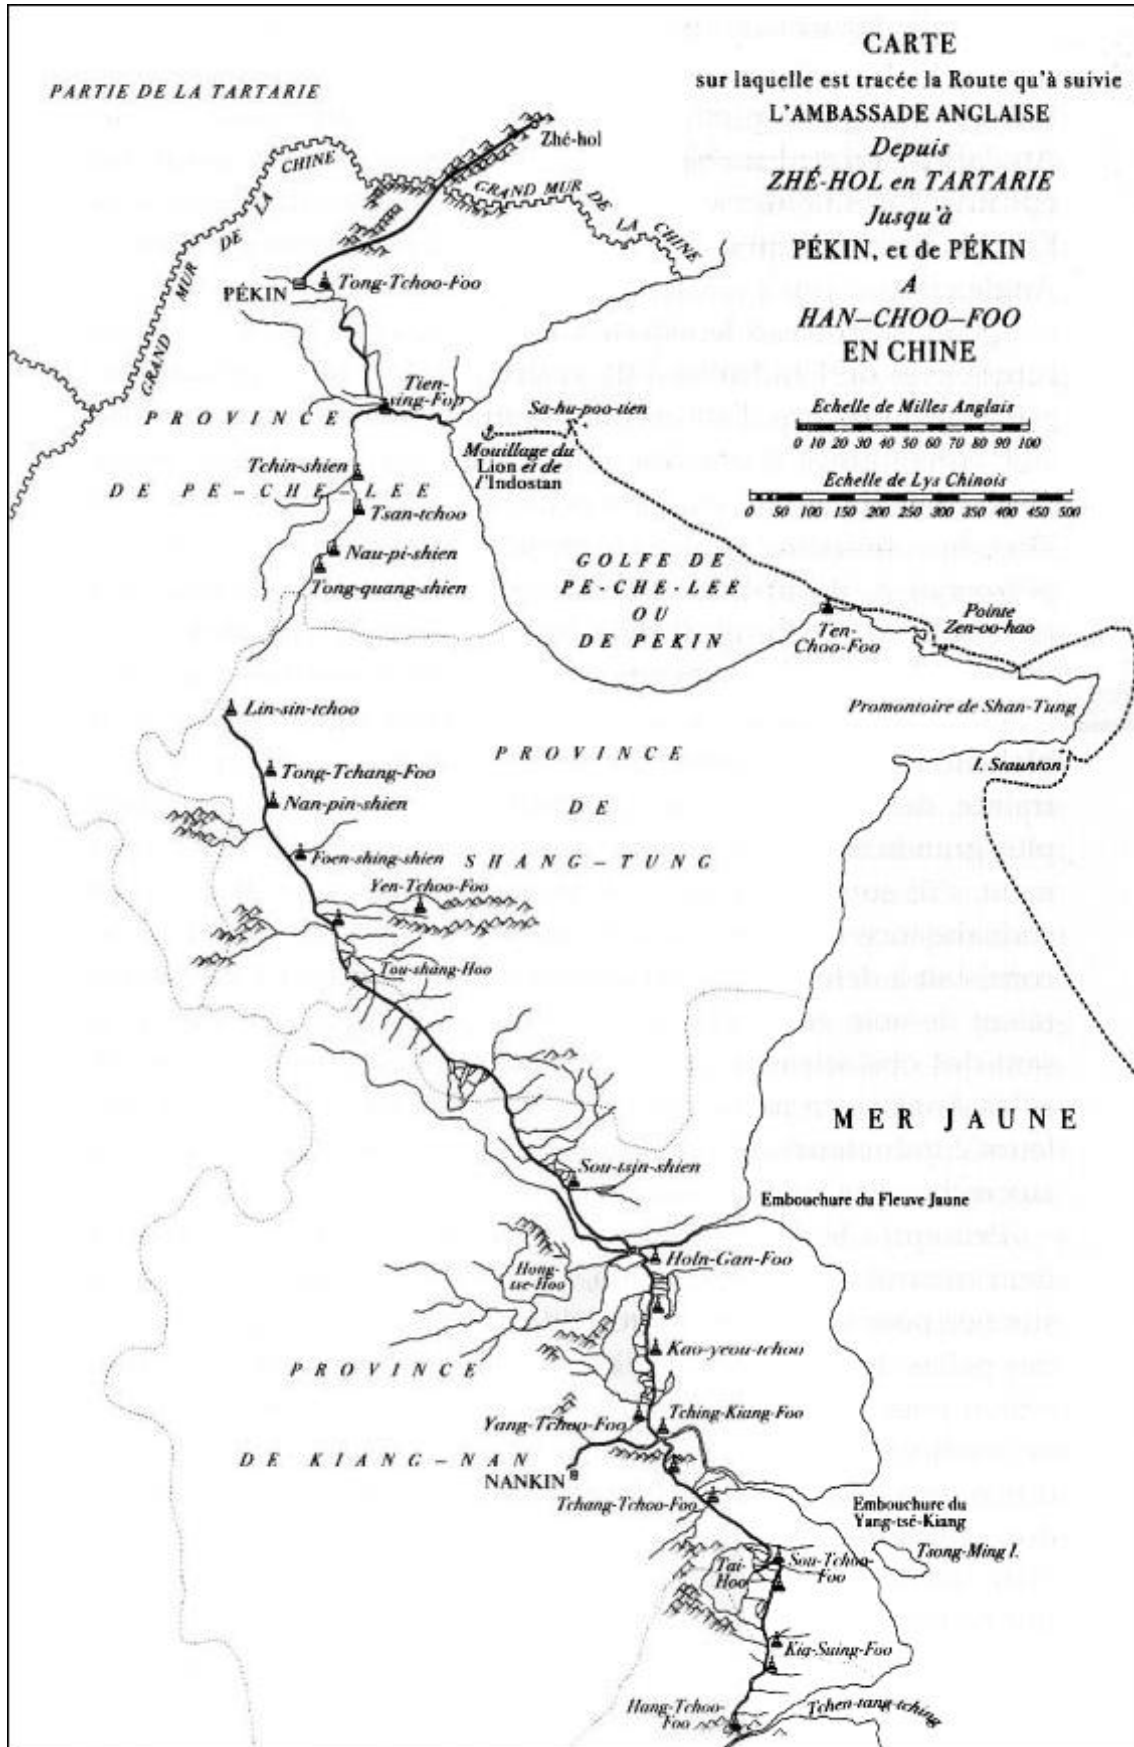 CARTE
sur laquelle est tracée la Route qu'à suivie
L'AMBASSADE ANGLAISE
Depuis
ZHÉ-HOL en TARTARIE
Jusqu'à
PÉKIN, et de PÉKIN
A
HAN–CHOO–FOO
EN CHINE
PARTIE DE LA TARTARIE
Zhé-hol
GRAND MUR DE LA CHINE
GRAND MUR DE LA CHINE
PÉKIN
Tong-Tchoo-Foo
Tien-
sing-Foo
Sa-hu-poo-tien
Echelle de Milles Anglais
0 10 20 30 40 50 60 70 80 90 100
Mouillage du
Lion et de
l'Indostan
Echelle de Lys Chinois
0 50 100 150 200 250 300 350 400 450 500
PROVINCE
DE PE–CHE–LEE
Tchin-shien
Tsan-tchoo
Nau-pi-shien
Tong-quang-shien
GOLFE DE
PE-CHE-LEE
OU
DE PEKIN
Ten-
Choo-Foo
Pointe
Zen-oo-hao
Promontoire de Shan-Tung
I. Staunton
Lin-sin-tchoo
Tong-Tchang-Foo
Nan-pin-shien
PROVINCE
DE
SHANG–TUNG
Foen-shing-shien
Yen-Tchoo-Foo
Tou-shang-Hoo
MER JAUNE
Sou-tsin-shien
Embouchure du Fleuve Jaune
Holn-Gan-Foo
Hong-
tse-Hoo
Kao-yeou-tchoo
PROVINCE
DE KIANG–NAN
Yang-Tchoo-Foo
Tching-Kiang-Foo
NANKIN
Tchang-Tchoo-Foo
Embouchure du
Yang-tsé-Kiang
Tsong-Ming I.
Tai-
Hoo
Sou-Tchoo-
Foo
Kia-Suing-Foo
Hang-Tchoo-
Foo
Tchen-tang-tching